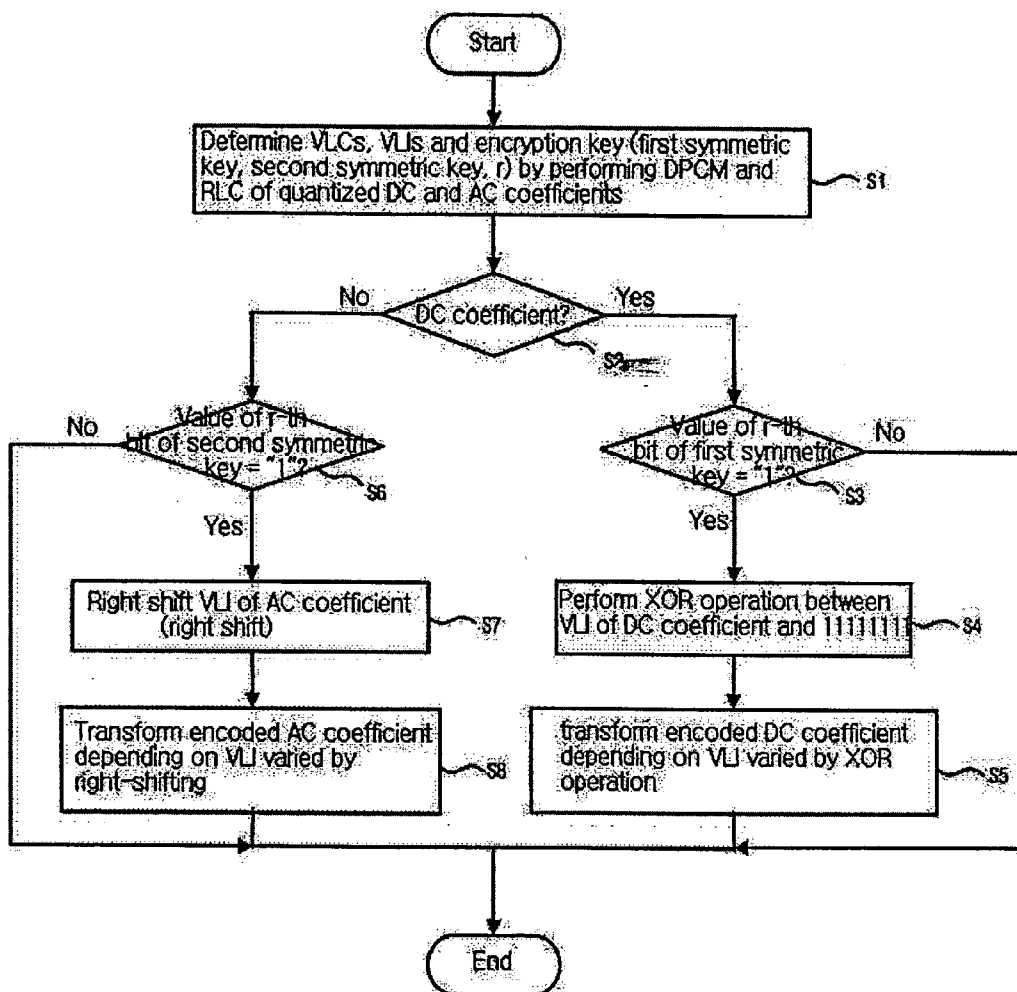 Start
Determine VLCs, VLIs and encryption key (first symmetric
key, second symmetric key, r) by performing DPCM and
RLC of quantized DC and AC coefficients
S1
No
Yes
DC coefficient?
S2
No
Value of r-th
bit of second symmetric
key = "1"?
S6
Value of r-th
bit of first symmetric
key = "1"?
No
S3
Yes
Yes
Right shift VLI of AC coefficient
(right shift)
S7
Perform XOR operation between
VLI of DC coefficient and 11111111
S4
Transform encoded AC coefficient
depending on VLI varied by
right-shifting
S8
transform encoded DC coefficient
depending on VLI varied by XOR
operation
S5
End